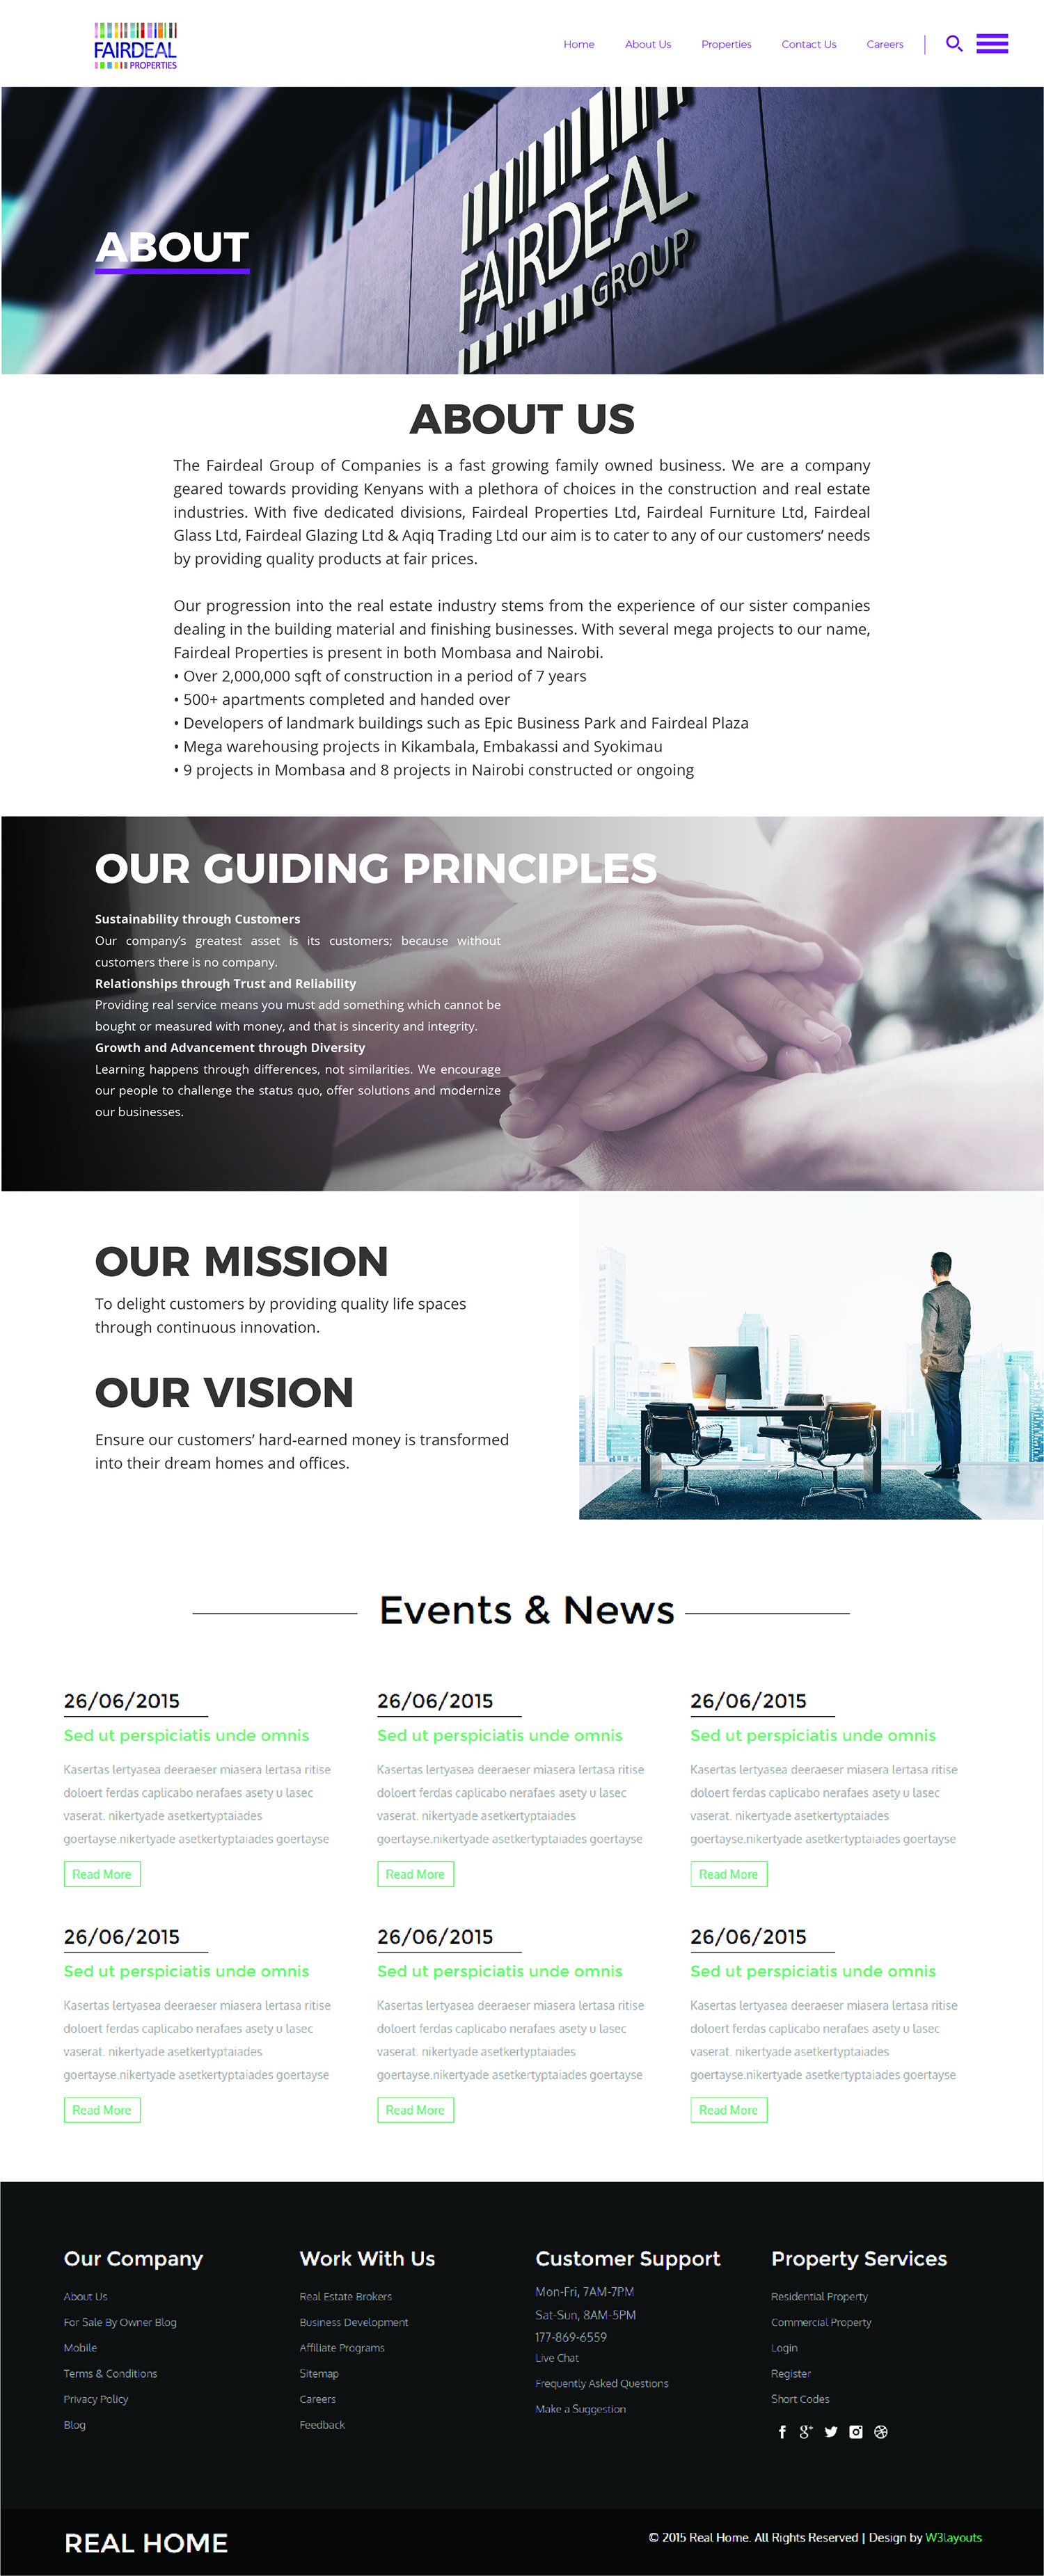 FAIRDEAL
PROPERTIES
Home About Us Properties Contact Us Careers
FAIRDEAL
GROUP
ABOUT
ABOUT US
The Fairdeal Group of Companies is a fast growing family owned business. We are a company
geared towards providing Kenyans with a plethora of choices in the construction and real estate
industries. With five dedicated divisions, Fairdeal Properties Ltd, Fairdeal Furniture Ltd, Fairdeal
Glass Ltd, Fairdeal Glazing Ltd & Aqiq Trading Ltd our aim is to cater to any of our customers’ needs
by providing quality products at fair prices.
Our progression into the real estate industry stems from the experience of our sister companies
dealing in the building material and finishing businesses. With several mega projects to our name,
Fairdeal Properties is present in both Mombasa and Nairobi.
• Over 2,000,000 sqft of construction in a period of 7 years
• 500+ apartments completed and handed over
• Developers of landmark buildings such as Epic Business Park and Fairdeal Plaza
• Mega warehousing projects in Kikambala, Embakassi and Syokimau
• 9 projects in Mombasa and 8 projects in Nairobi constructed or ongoing
OUR GUIDING PRINCIPLES
Sustainability through Customers
Our company’s greatest asset is its customers; because without
customers there is no company.
Relationships through Trust and Reliability
Providing real service means you must add something which cannot be
bought or measured with money, and that is sincerity and integrity.
Growth and Advancement through Diversity
Learning happens through differences, not similarities. We encourage
our people to challenge the status quo, offer solutions and modernize
our businesses.
OUR MISSION
To delight customers by providing quality life spaces
through continuous innovation.
OUR VISION
Ensure our customers’ hard-earned money is transformed
into their dream homes and offices.
Events & News
26/06/2015
Sed ut perspiciatis unde omnis
Kasertas lertyasea deeraeser miasera lertasa ritise
doloert ferdas caplicabo nerafaes asety u lasec
vaserat. nikertyade asetkertyptaiades
goertayse.nikertyade asetkertyptaiades goertayse
Read More
26/06/2015
Sed ut perspiciatis unde omnis
Kasertas lertyasea deeraeser miasera lertasa ritise
doloert ferdas caplicabo nerafaes asety u lasec
vaserat. nikertyade asetkertyptaiades
goertayse.nikertyade asetkertyptaiades goertayse
Read More
26/06/2015
Sed ut perspiciatis unde omnis
Kasertas lertyasea deeraeser miasera lertasa ritise
doloert ferdas caplicabo nerafaes asety u lasec
vaserat. nikertyade asetkertyptaiades
goertayse.nikertyade asetkertyptaiades goertayse
Read More
26/06/2015
Sed ut perspiciatis unde omnis
Kasertas lertyasea deeraeser miasera lertasa ritise
doloert ferdas caplicabo nerafaes asety u lasec
vaserat. nikertyade asetkertyptaiades
goertayse.nikertyade asetkertyptaiades goertayse
Read More
26/06/2015
Sed ut perspiciatis unde omnis
Kasertas lertyasea deeraeser miasera lertasa ritise
doloert ferdas caplicabo nerafaes asety u lasec
vaserat. nikertyade asetkertyptaiades
goertayse.nikertyade asetkertyptaiades goertayse
Read More
26/06/2015
Sed ut perspiciatis unde omnis
Kasertas lertyasea deeraeser miasera lertasa ritise
doloert ferdas caplicabo nerafaes asety u lasec
vaserat. nikertyade asetkertyptaiades
goertayse.nikertyade asetkertyptaiades goertayse
Read More
Our Company
About Us
For Sale By Owner Blog
Mobile
Terms & Conditions
Privacy Policy
Blog
Work With Us
Real Estate Brokers
Business Development
Affiliate Programs
Sitemap
Careers
Feedback
Customer Support
Mon-Fri, 7AM-7PM
Sat-Sun, 8AM-5PM
177-869-6559
Live Chat
Frequently Asked Questions
Make a Suggestion
Property Services
Residential Property
Commercial Property
Login
Register
Short Codes
REAL HOME
© 2015 Real Home. All Rights Reserved | Design by W3layouts